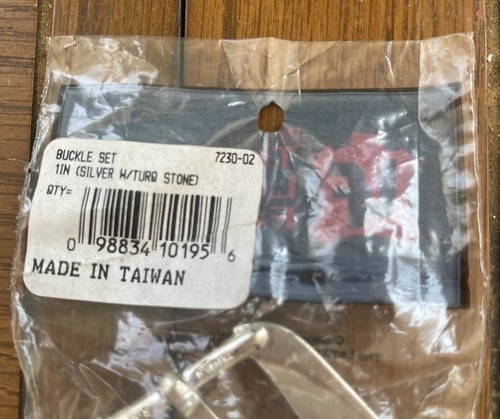 BUCKLE SET 7230-02
1IN (SILVER W/TURQ STONE)
QTY=
0 98834 10195 6
MADE IN TAIWAN